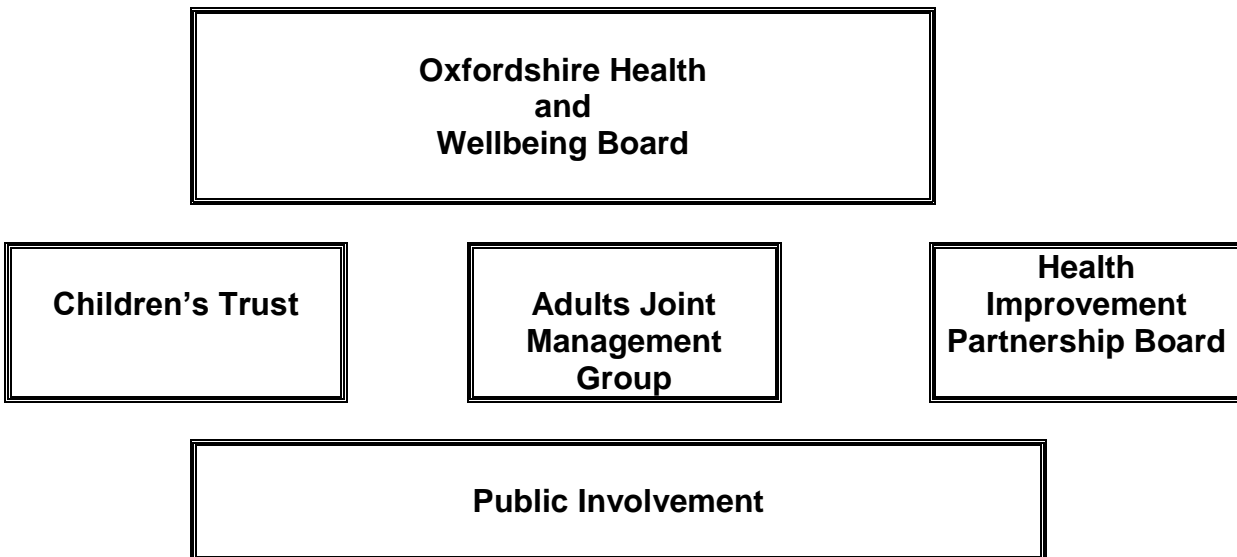 Oxfordshire Health
and
Wellbeing Board
Children’s Trust
Adults Joint
Management
Group
Health
Improvement
Partnership Board
Public Involvement